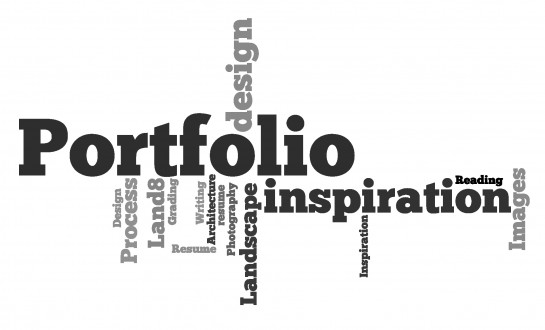 design
Portfolio
Design
Process
Land8
Grading
Resume
Writing
Architecture
resume
Photography
Landscape
inspiration
Reading
Images
Inspiration